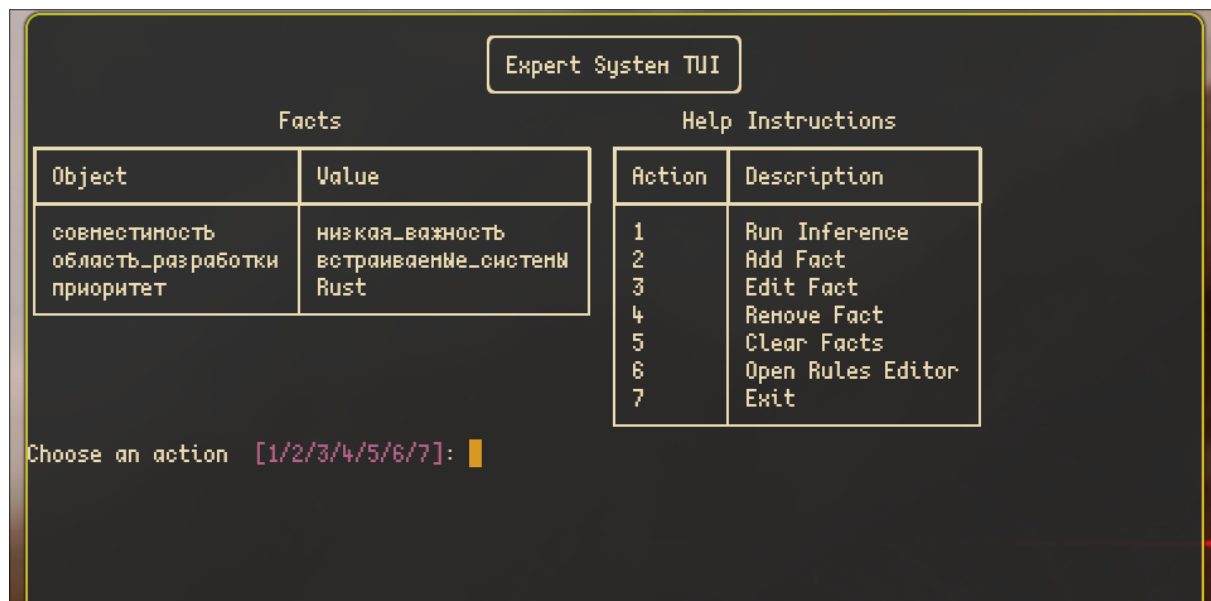 Expert System TUI
Facts
Object Value
совместимость низкая_важность
область_разработки встраиваемые_системы
приоритет Rust
Help Instructions
Action Description
1 Run Inference
2 Add Fact
3 Edit Fact
4 Remove Fact
5 Clear Facts
6 Open Rules Editor
7 Exit
Choose an action [1/2/3/4/5/6/7]: